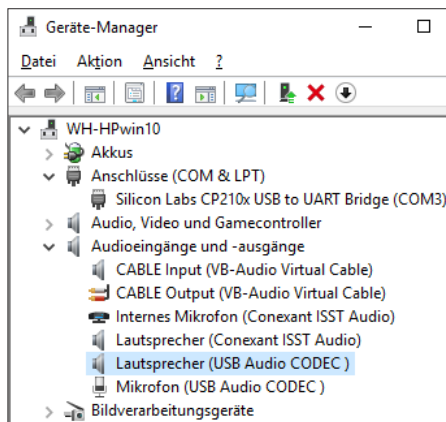 Geräte-Manager
Datei Aktion Ansicht ?
WH-HPwin10
Akkus
Anschlüsse (COM & LPT)
Silicon Labs CP210x USB to UART Bridge (COM3)
Audio, Video und Gamecontroller
Audioeingänge und -ausgänge
CABLE Input (VB-Audio Virtual Cable)
CABLE Output (VB-Audio Virtual Cable)
Internes Mikrofon (Conexant ISST Audio)
Lautsprecher (Conexant ISST Audio)
Lautsprecher (USB Audio CODEC )
Mikrofon (USB Audio CODEC )
Bildverarbeitungsgeräte